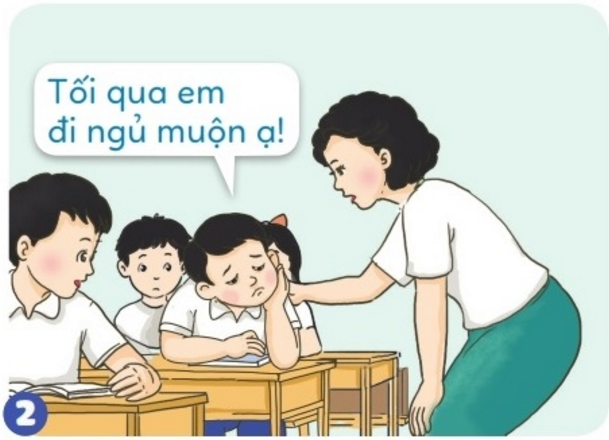 Tối qua em
đi ngủ muộn ạ!
2